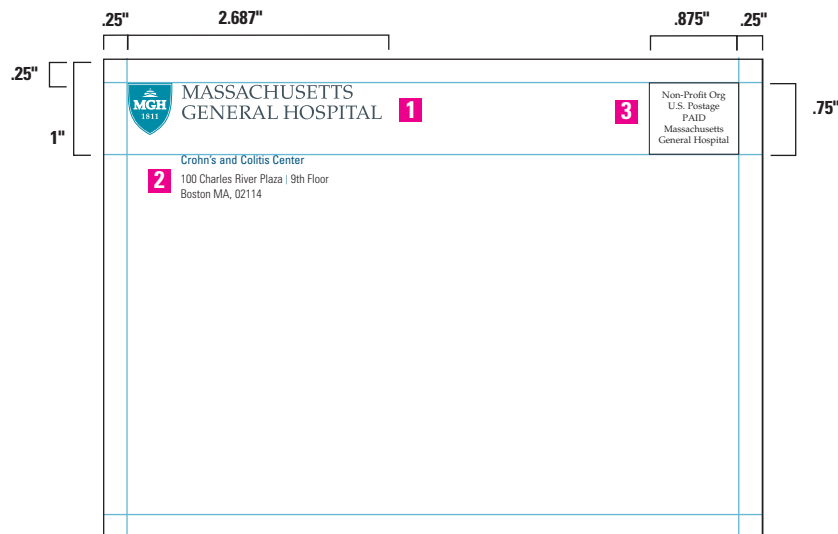 .25"
2.687"
.875"
.25"
.25"
1"
MGH
1811
MASSACHUSETTS
GENERAL HOSPITAL
1
3
Non-Profit Org
U.S. Postage
PAID
Massachusetts
General Hospital
.75"
Crohn's and Colitis Center
2
100 Charles River Plaza | 9th Floor
Boston MA, 02114